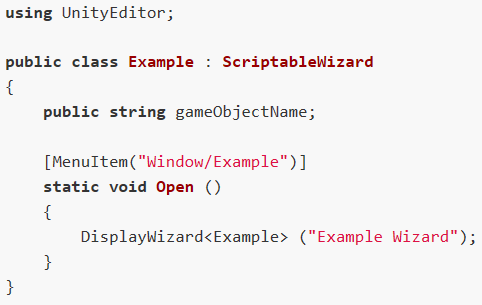 using UnityEditor;
public class Example : ScriptableWizard
{
    public string gameObjectName;
    [MenuItem("Window/Example")]
    static void Open ()
    {
        DisplayWizard<Example> ("Example Wizard");
    }
}